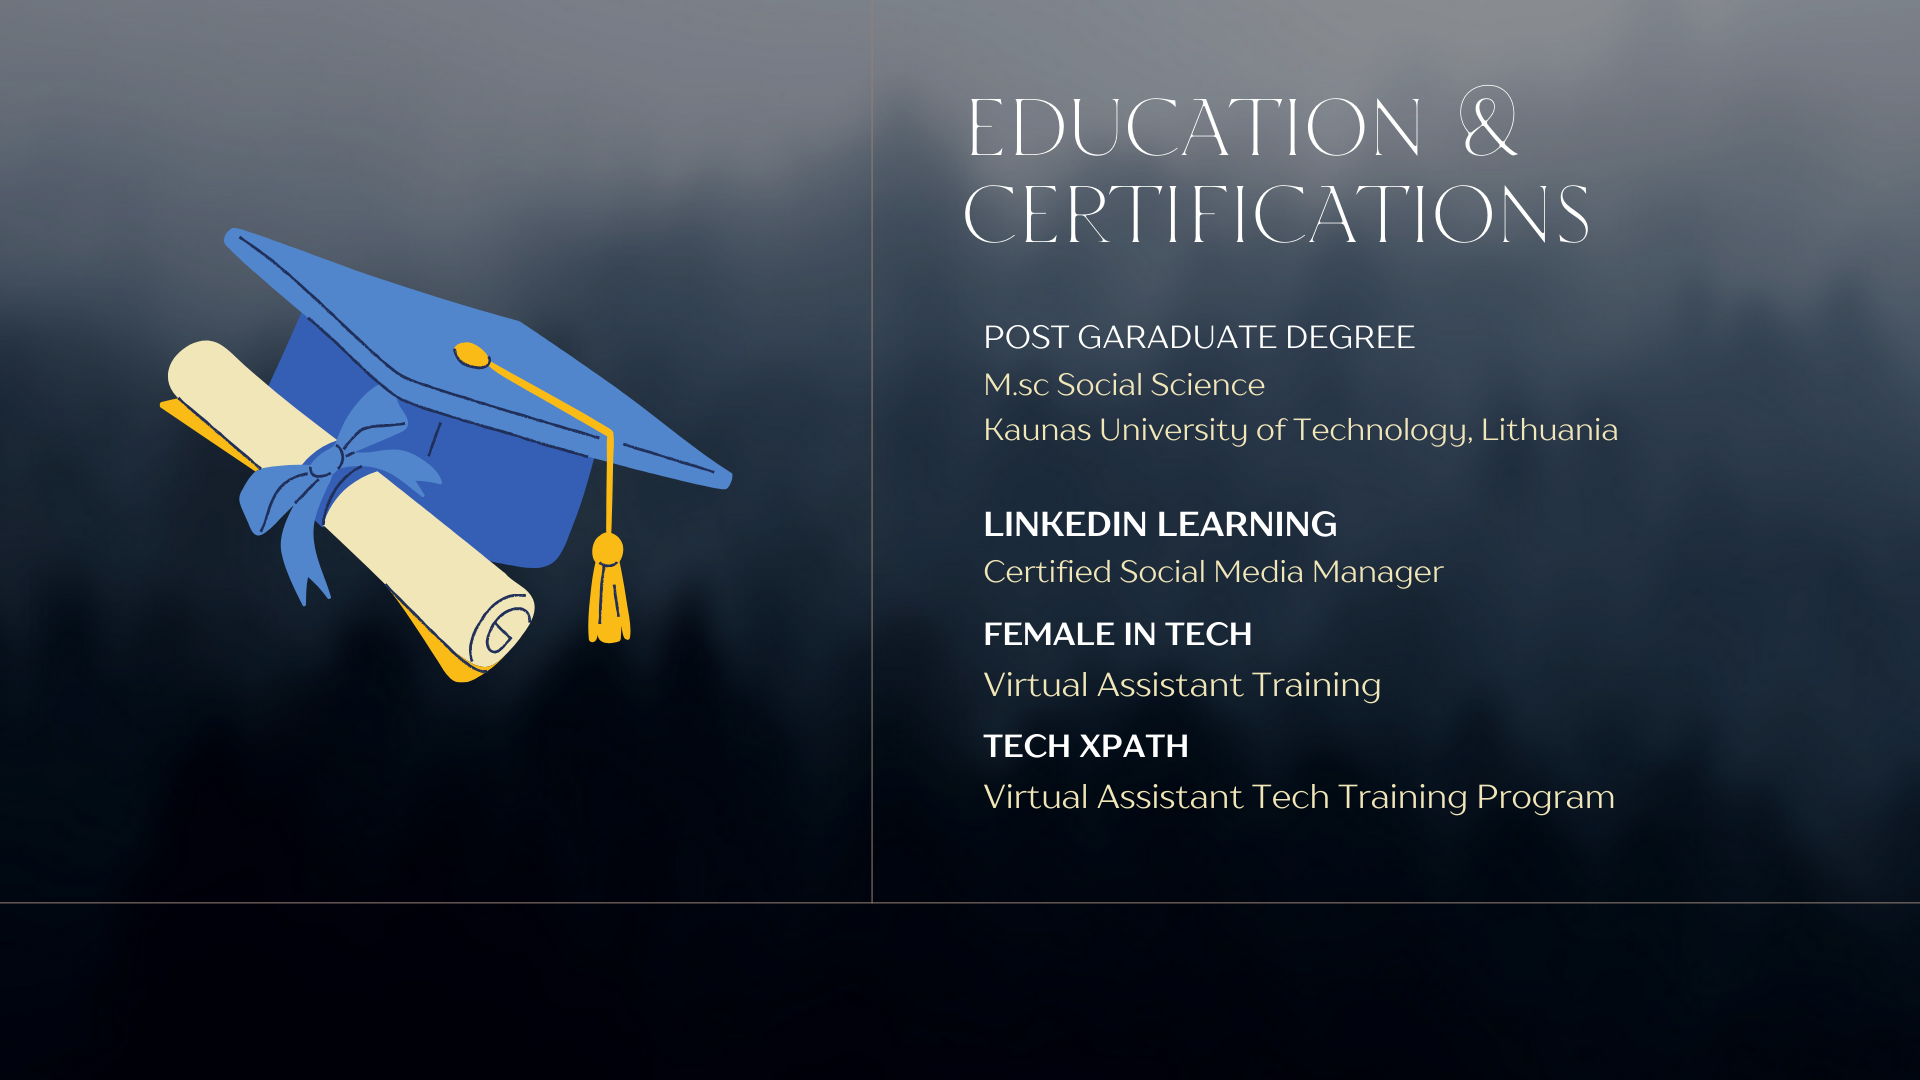 EDUCATION &
CERTIFICATIONS
POST GARADUATE DEGREE
M.sc Social Science
Kaunas University of Technology, Lithuania
LINKEDIN LEARNING
Certified Social Media Manager
FEMALE IN TECH
Virtual Assistant Training
TECH XPATH
Virtual Assistant Tech Training Program